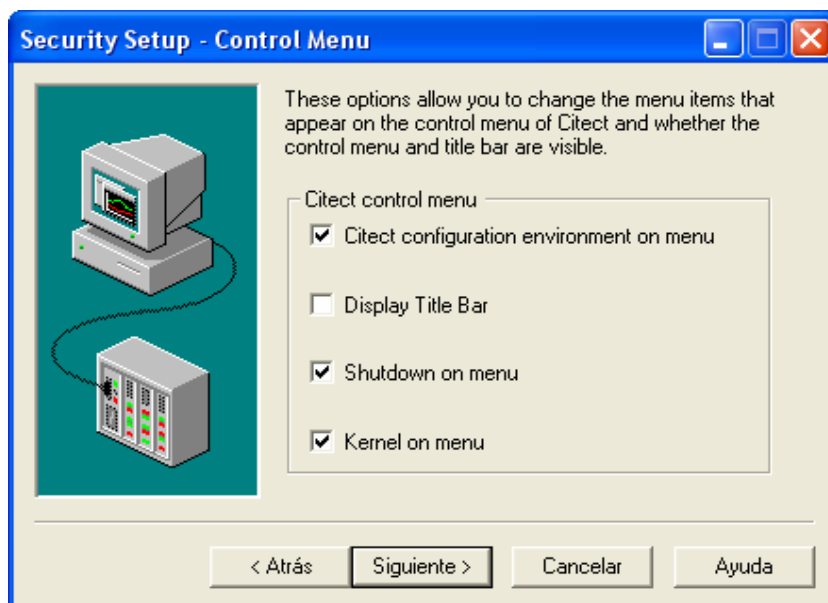 Security Setup - Control Menu
These options allow you to change the menu items that
appear on the control menu of Citect and whether the
control menu and title bar are visible.
Citect control menu
Citect configuration environment on menu
Display Title Bar
Shutdown on menu
Kernel on menu
< Atrás
Siguiente >
Cancelar
Ayuda